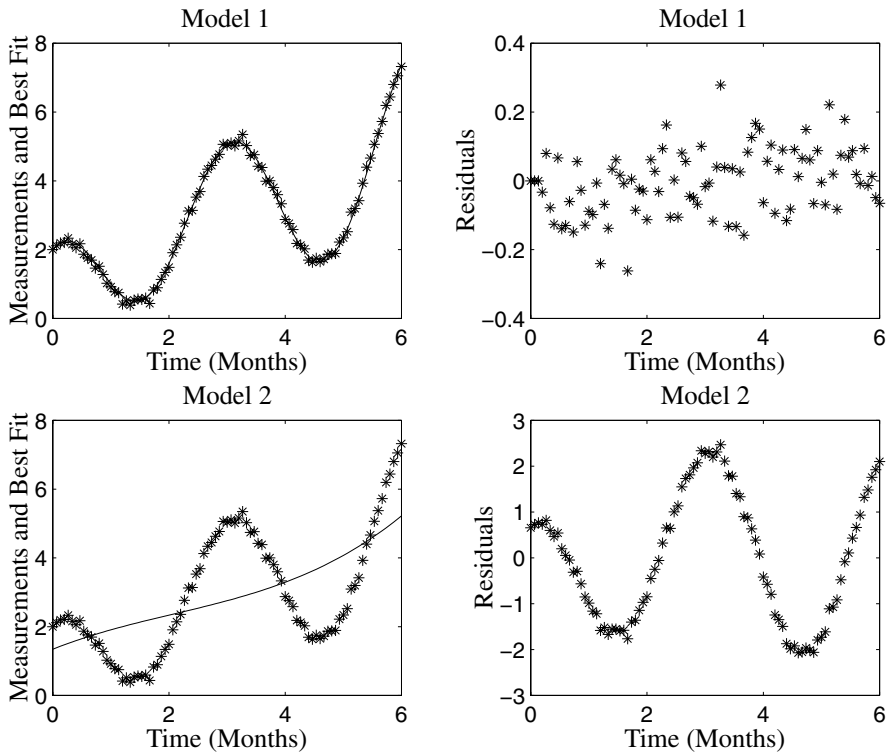 Model 1
Measurements and Best Fit
8
6
4
2
0
0 2 4 6
Time (Months)
Model 1
Residuals
0.4
0.2
0
−0.2
−0.4
0 2 4 6
Time (Months)
Model 2
Measurements and Best Fit
8
6
4
2
0
0 2 4 6
Time (Months)
Model 2
Residuals
3
2
1
0
−1
−2
−3
0 2 4 6
Time (Months)